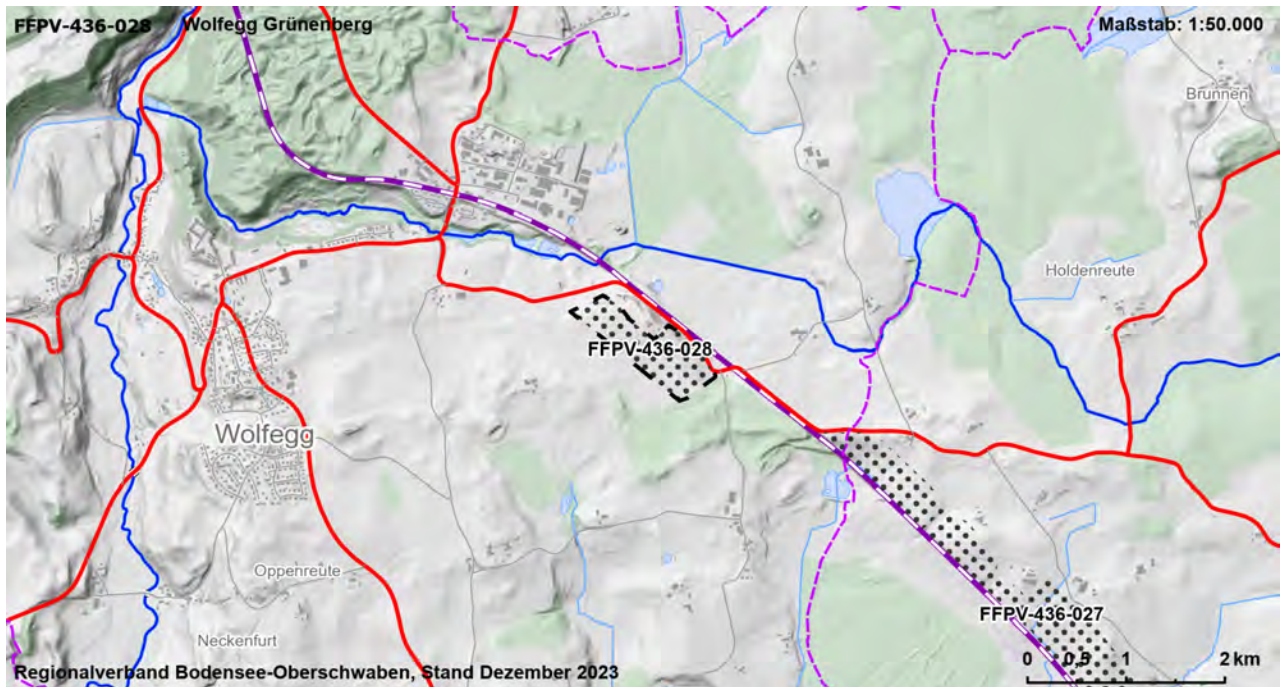 FFPV-436-028 Wolfegg Grünenberg
Maßstab: 1:50.000
Brunnen
Holdenreute
FFPV-436-028
Wolfegg
Oppenreute
FFPV-436-027
Neckenfurt
Regionalverband Bodensee-Oberschwaben, Stand Dezember 2023
0 0,5 1 2 km